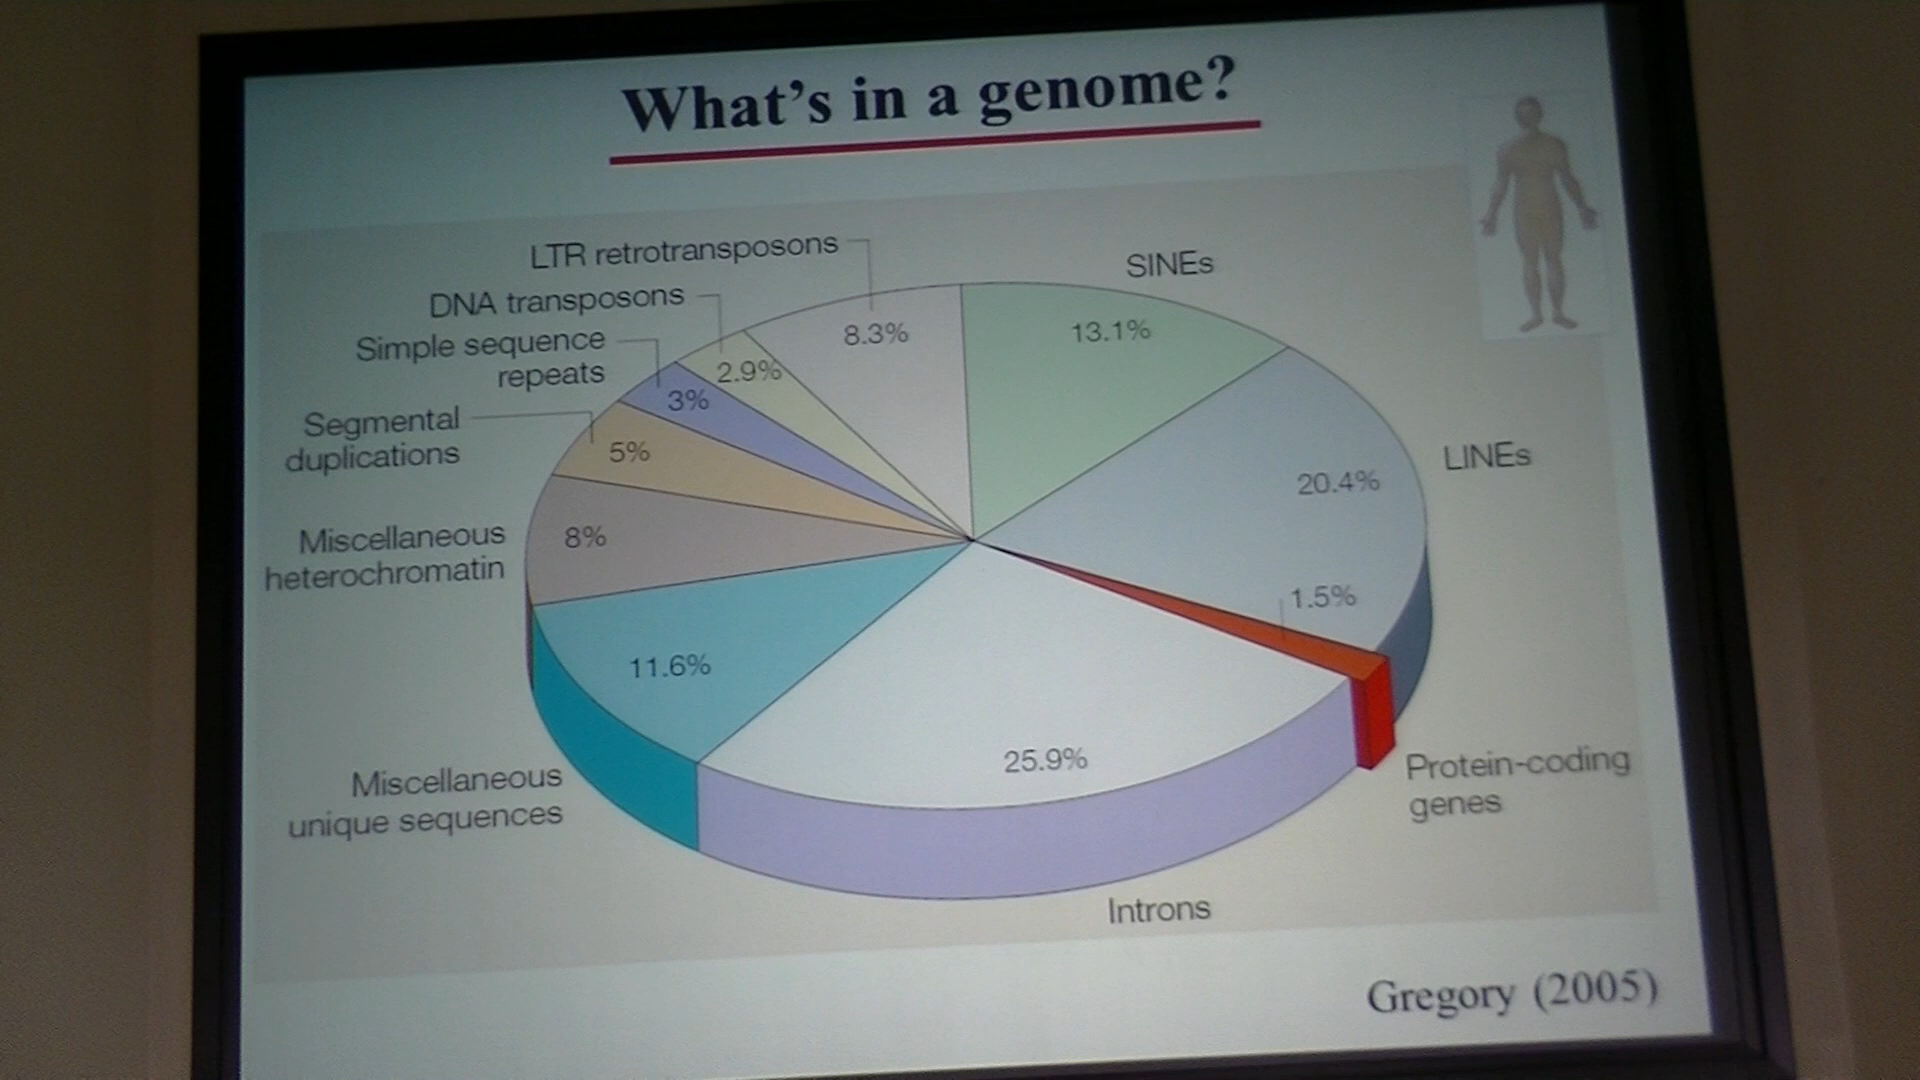 What's in a genome?
LTR retrotransposons
SINEs
DNA transposons
8.3%
13.1%
Simple sequence
repeats
2.9%
3%
Segmental
duplications
5%
LINEs
20.4%
Miscellaneous
heterochromatin
8%
1.5%
11.6%
25.9%
Protein-coding
genes
Miscellaneous
unique sequences
Introns
Gregory (2005)